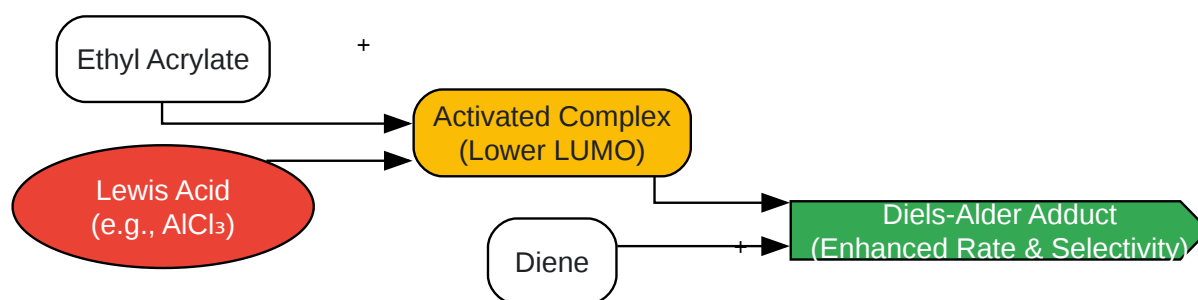 Ethyl Acrylate
+
Activated Complex
(Lower LUMO)
Lewis Acid
(e.g., AlCl₃)
Diels-Alder Adduct
(Enhanced Rate & Selectivity)
Diene
+